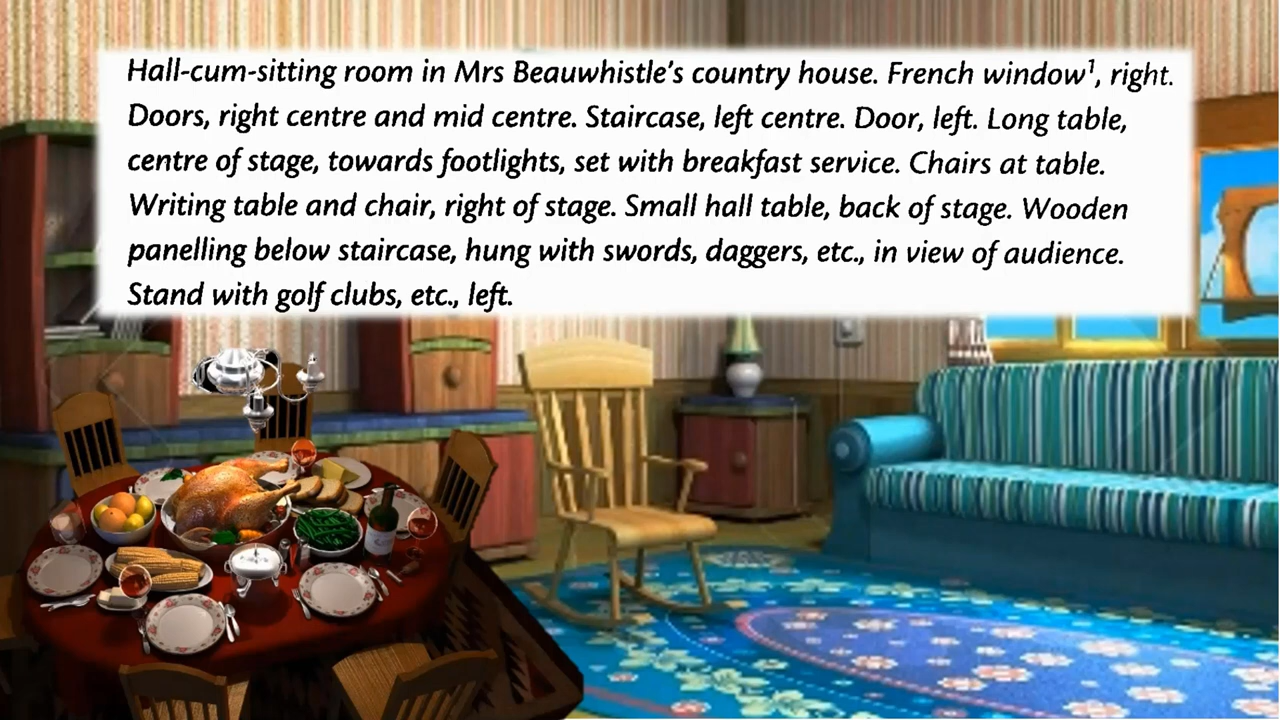 Hall-cum-sitting room in Mrs Beauwhistle's country house. French window¹, right.
Doors, right centre and mid centre. Staircase, left centre. Door, left. Long table,
centre of stage, towards footlights, set with breakfast service. Chairs at table.
Writing table and chair, right of stage. Small hall table, back of stage. Wooden
panelling below staircase, hung with swords, daggers, etc., in view of audience.
Stand with golf clubs, etc., left.